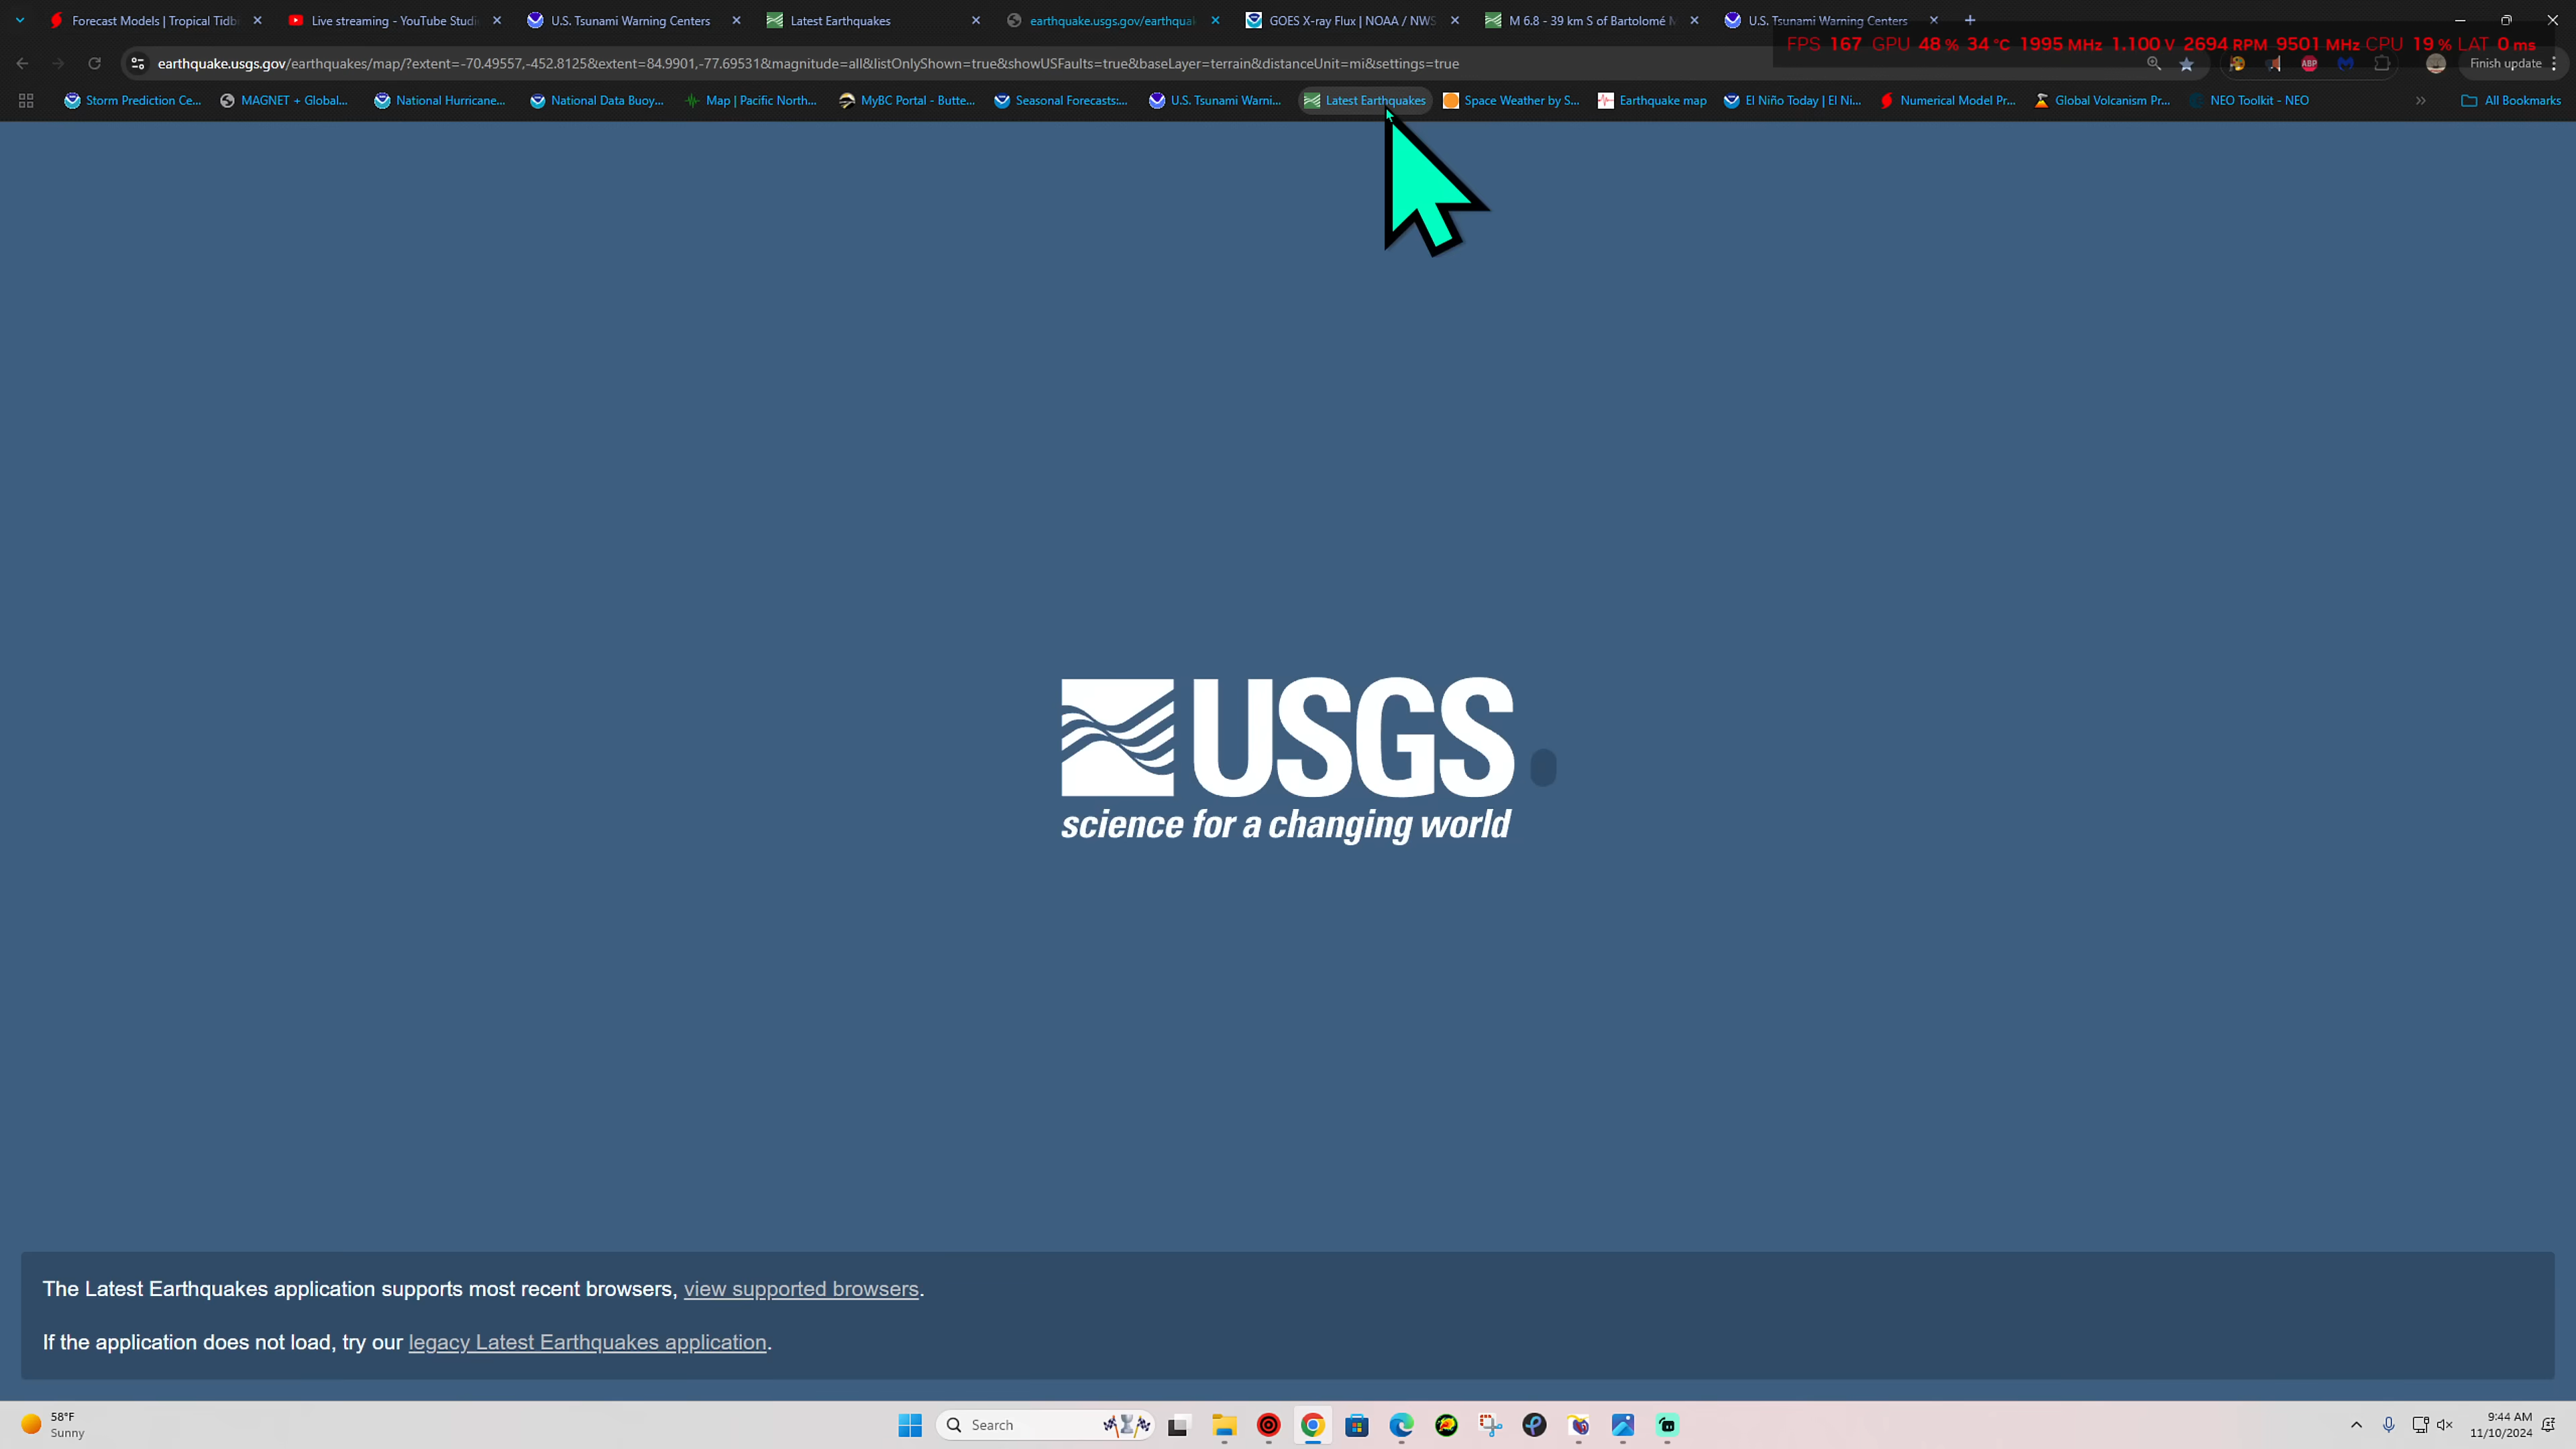 Forecast Models | Tropical Tidb
Live streaming - YouTube Studi
U.S. Tsunami Warning Centers
Latest Earthquakes
earthquake.usgs.gov/earthqua
GOES X-ray Flux | NOAA / NWS
M 6.8 - 39 km S of Bartolomé M
U.S. Tsunami Warning Centers
FPS 167 GPU 48 % 34 °C 1995 MHz 1.100 V 2694 RPM 9501 MHz CPU 19 % LAT 0 ms
earthquake.usgs.gov/earthquakes/map/?extent=-70.49557,-452.8125&extent=84.9901,-77.69531&magnitude=all&listOnlyShown=true&showUSFaults=true&baseLayer=terrain&distanceUnit=mi&settings=true
ABP
Finish update
Storm Prediction Ce...
MAGNET + Global...
National Hurricane...
National Data Buoy...
Map | Pacific North...
MyBC Portal - Butte...
Seasonal Forecasts:...
U.S. Tsunami Warni...
Latest Earthquakes
Space Weather by S...
Earthquake map
El Niño Today | El Ni...
Numerical Model Pr...
Global Volcanism Pr...
NEO Toolkit - NEO
All Bookmarks
USGS
science for a changing world
The Latest Earthquakes application supports most recent browsers, view supported browsers.
If the application does not load, try our legacy Latest Earthquakes application.
58°F
Sunny
Search
9:44 AM
11/10/2024